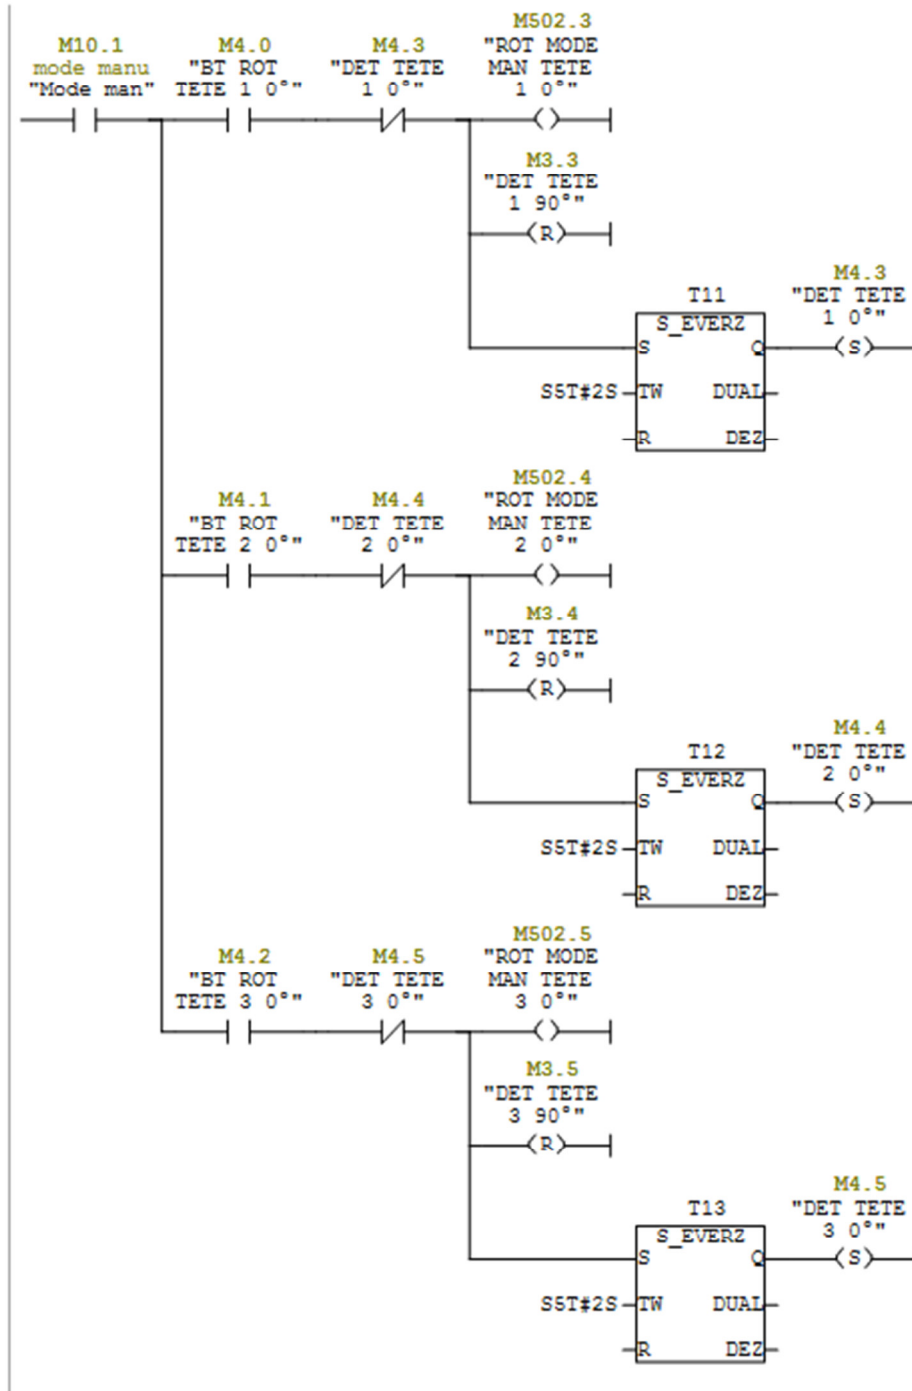 M10.1
mode manu
"Mode man"
M4.0
"BT ROT
TETE 1 0°"
M4.3
"DET TETE
1 0°"
M502.3
"ROT MODE
MAN TETE
1 0°"
M3.3
"DET TETE
1 90°"
(R)
T11
S_EVERZ
S
Q
S5T#2S
TW
DUAL
R
DEZ
M4.3
"DET TETE
1 0°"
(S)
M4.1
"BT ROT
TETE 2 0°"
M4.4
"DET TETE
2 0°"
M502.4
"ROT MODE
MAN TETE
2 0°"
M3.4
"DET TETE
2 90°"
(R)
T12
S_EVERZ
S
Q
S5T#2S
TW
DUAL
R
DEZ
M4.4
"DET TETE
2 0°"
(S)
M4.2
"BT ROT
TETE 3 0°"
M4.5
"DET TETE
3 0°"
M502.5
"ROT MODE
MAN TETE
3 0°"
M3.5
"DET TETE
3 90°"
(R)
T13
S_EVERZ
S
Q
S5T#2S
TW
DUAL
R
DEZ
M4.5
"DET TETE
3 0°"
(S)